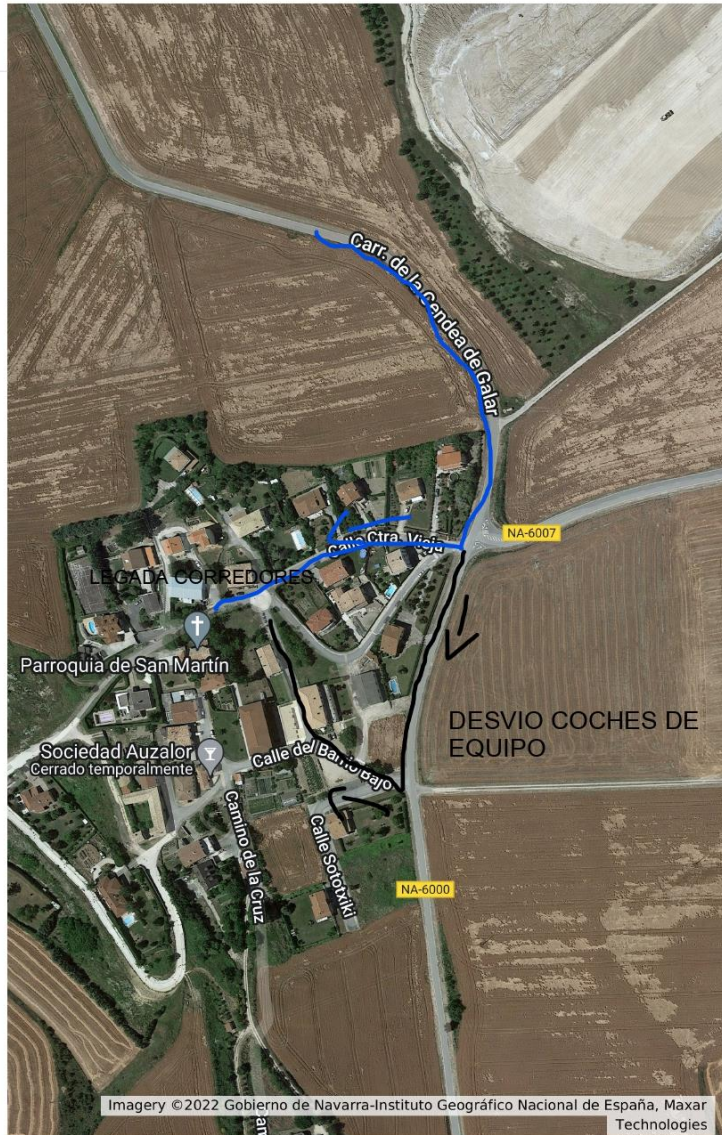 Carr. de la Cendea de Galar
NA-6007
Calle Ctra. Vieja
LEGADA CORREDORES
Parroquia de San Martín
DESVIO COCHES DE
EQUIPO
Sociedad Auzalor
Cerrado temporalmente
Calle del Barrio Bajo
Camino de la Cruz
Calle Sototxiki
NA-6000
Imagery ©2022 Gobierno de Navarra-Instituto Geográfico Nacional de España, Maxar
Technologies